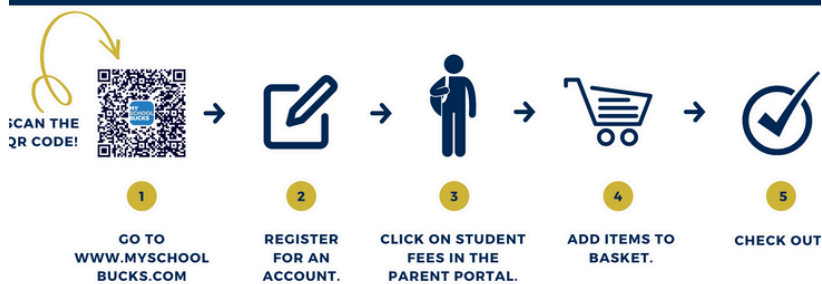 SCAN THE
QR CODE!
SCHOOL
BUCKS
1
GO TO
WWW.MYSCHOOL
BUCKS.COM
2
REGISTER
FOR AN
ACCOUNT.
3
CLICK ON STUDENT
FEES IN THE
PARENT PORTAL.
4
ADD ITEMS TO
BASKET.
5
CHECK OUT